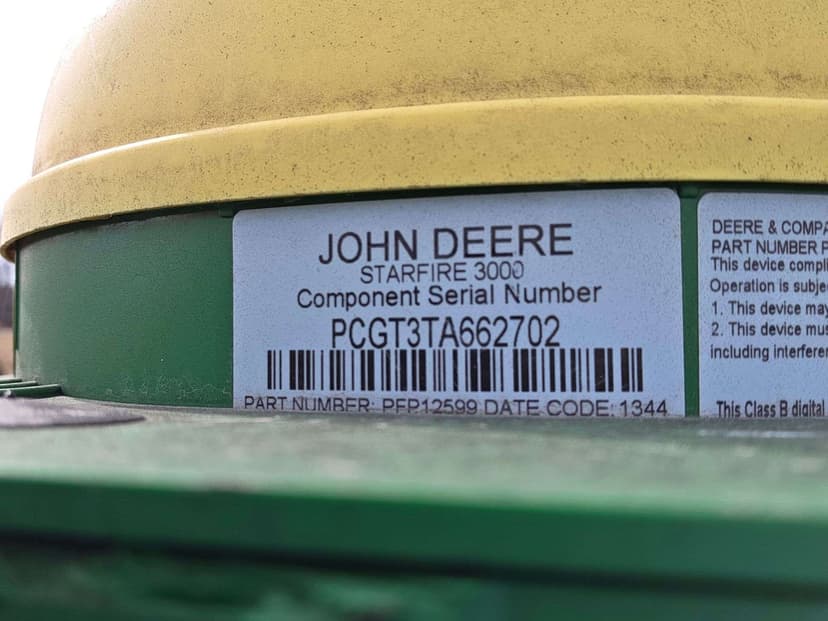 JOHN DEERE
STARFIRE 3000
Component Serial Number
PCGT3TA662702
PART NUMBER: PFP12599 DATE CODE: 1344
DEERE & COMPA
PART NUMBER P
This device compli
Operation is subje
1. This device may
2. This device mus
including interferen
This Class B digital